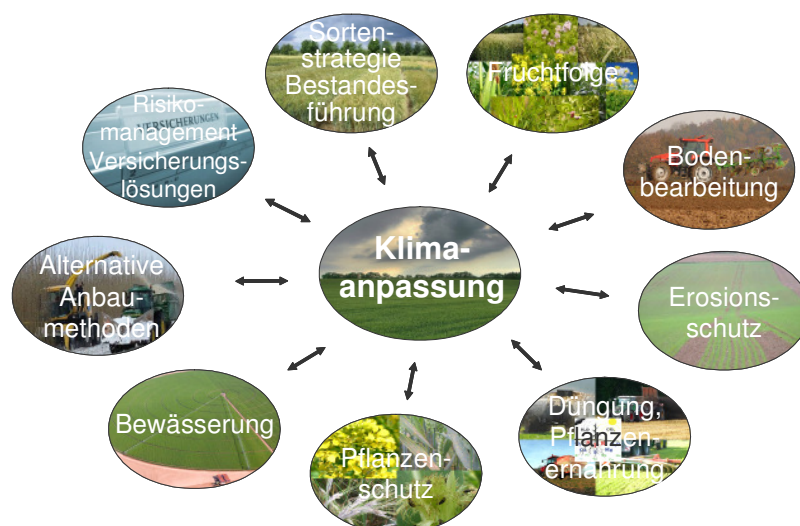 Sorten-
strategie
Bestandes-
führung
Fruchtfolge
Risiko-
management
Versicherungs-
lösungen
VERSICHERUNGEN
Boden-
bearbeitung
Klima-
anpassung
Alternative
Anbau-
methoden
Erosions-
schutz
Bewässerung
Pflanzen-
schutz
Düngung,
Pflanzen
ernährung